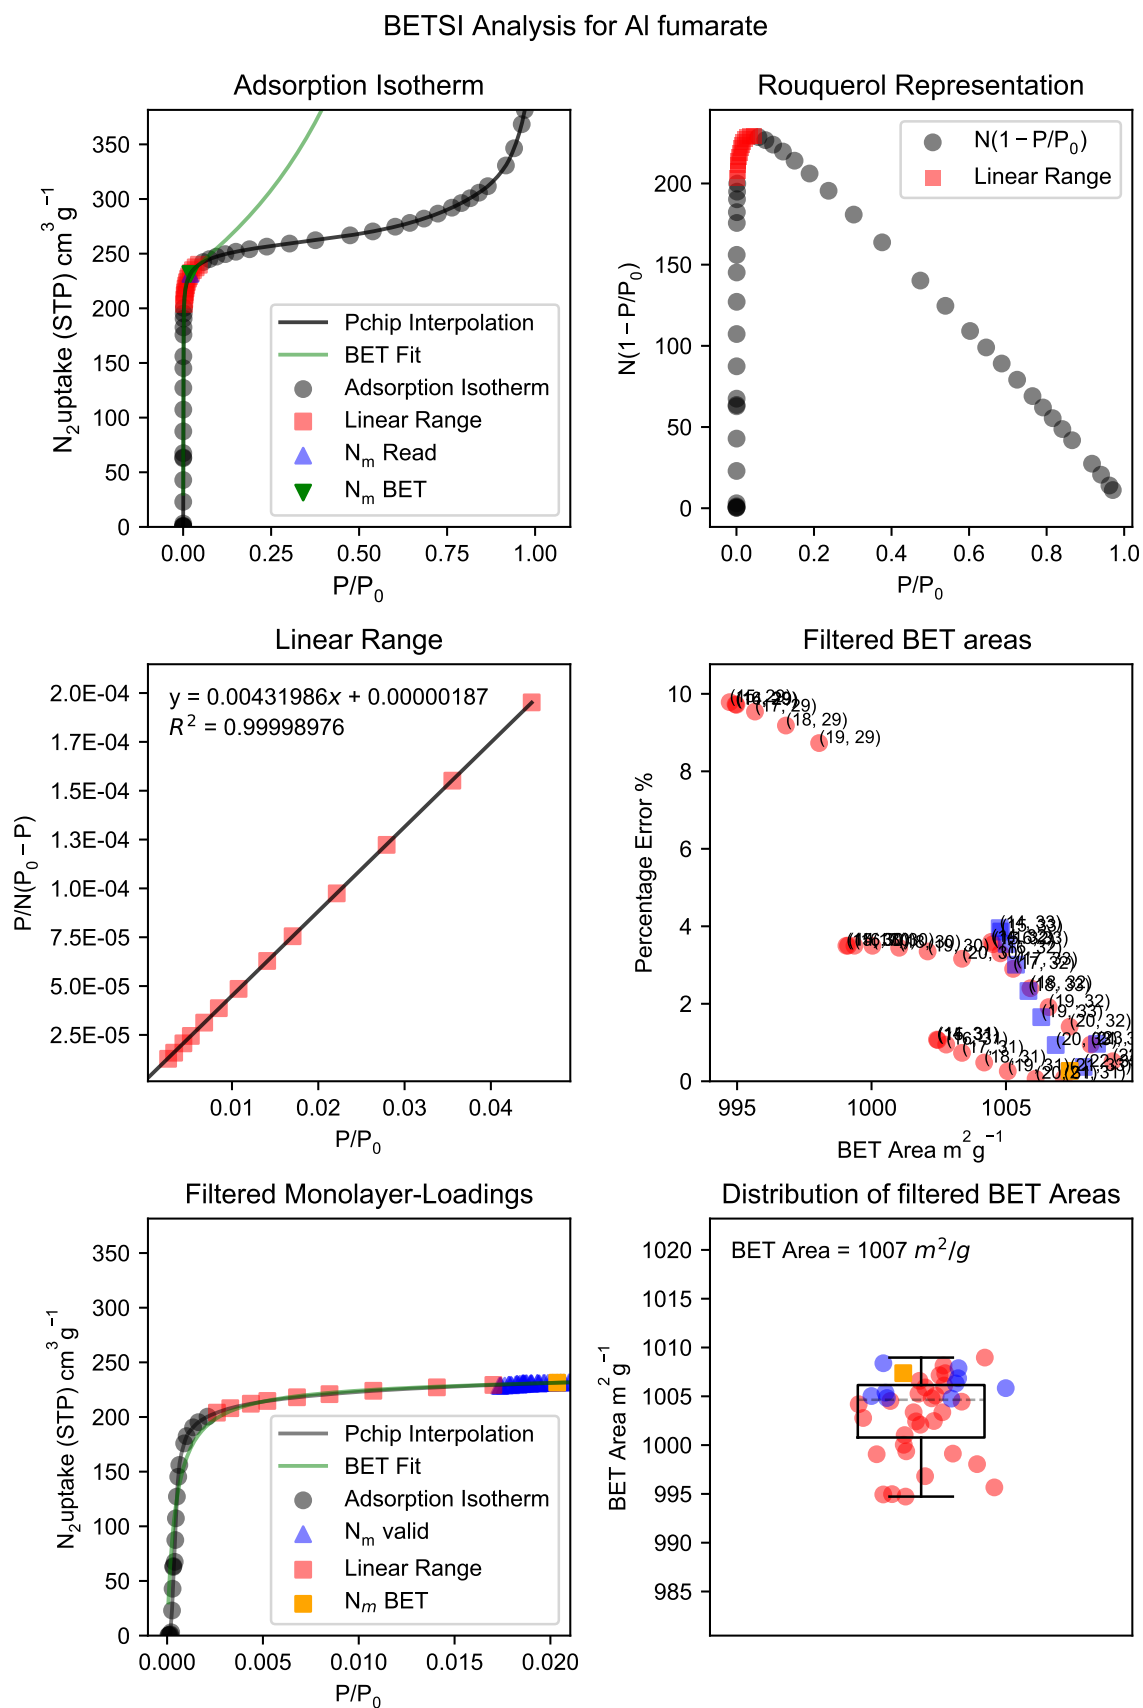 BETSI Analysis for Al fumarate
Adsorption Isotherm
N2uptake (STP) cm3 g−1
350
300
250
200
150
100
50
0
Pchip Interpolation
BET Fit
Adsorption Isotherm
Linear Range
Nm Read
Nm BET
0.00 0.25 0.50 0.75 1.00
P/P0
Rouquerol Representation
N(1−P/P0)
200
150
100
50
0
N(1−P/P0)
Linear Range
0.0 0.2 0.4 0.6 0.8 1.0
P/P0
Linear Range
P/N(P0−P)
2.0E-04
1.7E-04
1.5E-04
1.3E-04
1.0E-04
7.5E-05
5.0E-05
2.5E-05
y = 0.00431986x + 0.00000187
R2 = 0.99998976
0.01 0.02 0.03 0.04
P/P0
Filtered BET areas
Percentage Error %
10
8
6
4
2
0
(17, 29)
(18, 29)
(19, 29)
(19, 30)
(20, 30)
(14, 33)
(17, 32)
(18, 33)
(19, 32)
(19, 33)
(20, 32)
(17, 31)
(18, 31)
(19, 31)
995 1000 1005
BET Area m2g−1
Filtered Monolayer-Loadings
N2uptake (STP) cm3 g−1
350
300
250
200
150
100
50
0
Pchip Interpolation
BET Fit
Adsorption Isotherm
Nm valid
Linear Range
Nm BET
0.000 0.005 0.010 0.015 0.020
P/P0
Distribution of filtered BET Areas
BET Area m2g−1
1020
1015
1010
1005
1000
995
990
985
BET Area = 1007 m2/g